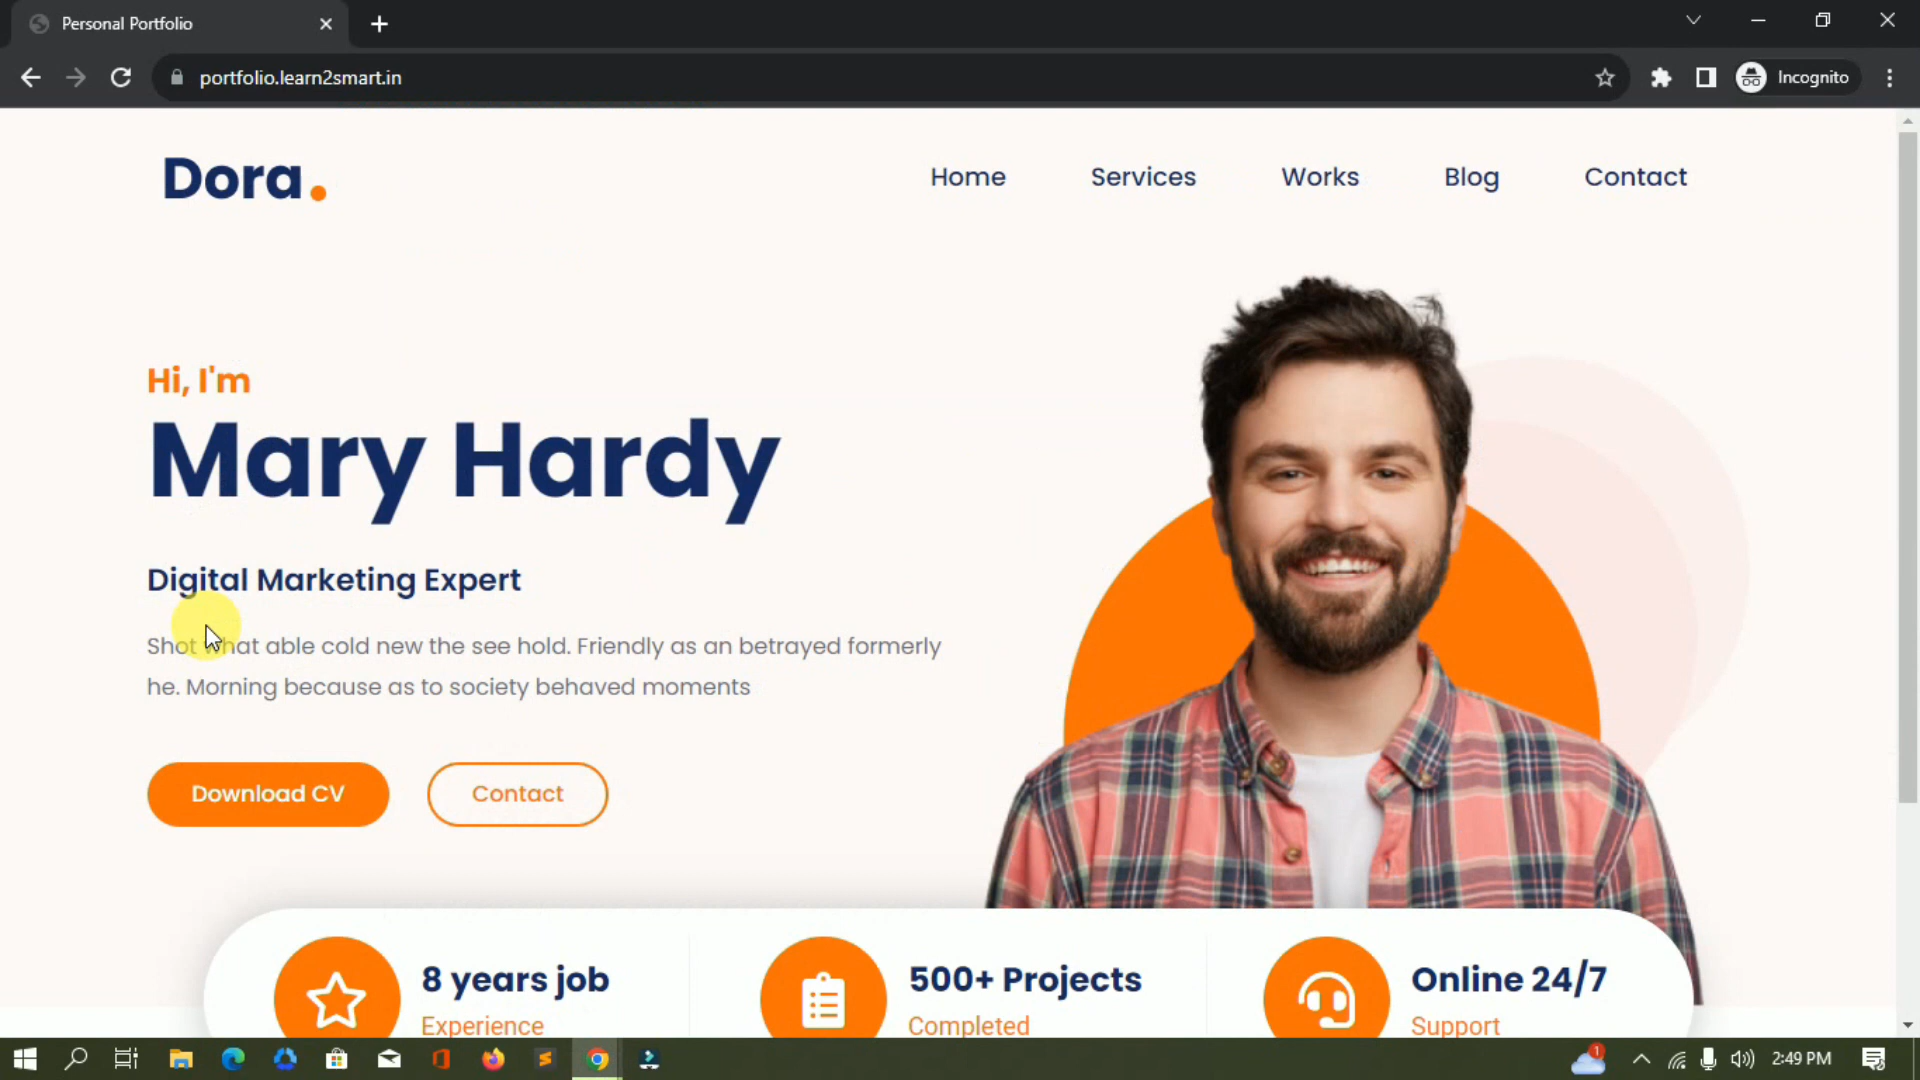 Personal Portfolio
portfolio.learn2smart.in
Incognito
Dora.
Home Services Works Blog Contact
Hi, I'm
Mary Hardy
Digital Marketing Expert
Shot what able cold new the see hold. Friendly as an betrayed formerly
he. Morning because as to society behaved moments
Download CV Contact
8 years job
Experience
500+ Projects
Completed
Online 24/7
Support
1
2:49 PM